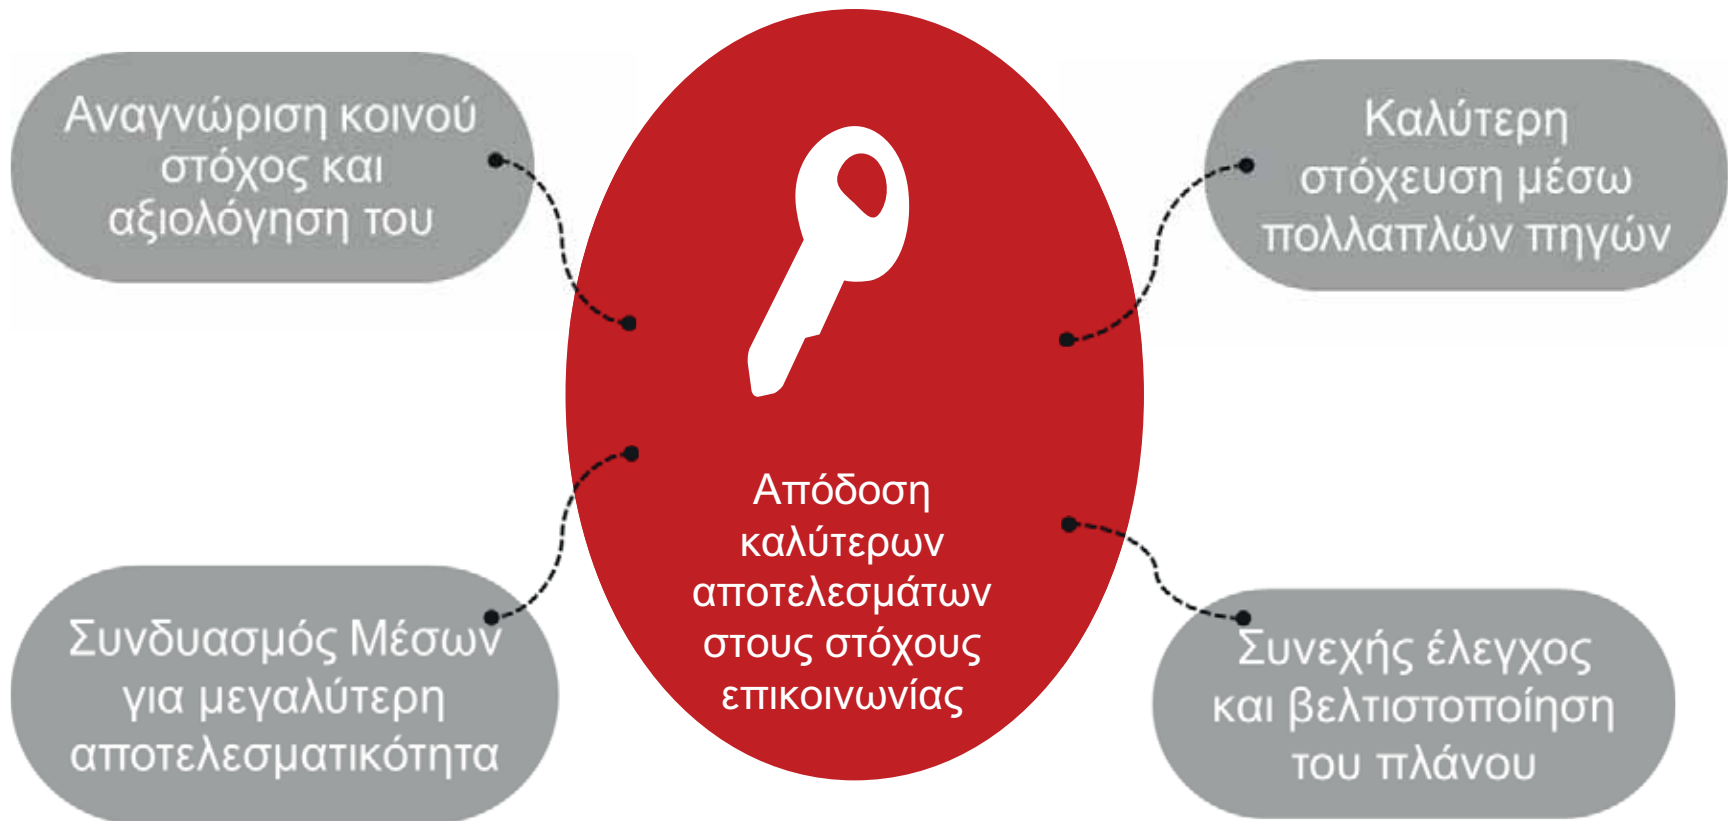 Αναγνώριση κοινού
στόχος και
αξιολόγηση του
Καλύτερη
στόχευση μέσω
πολλαπλών πηγών
Απόδοση
καλύτερων
αποτελεσμάτων
στους στόχους
επικοινωνίας
Συνδυασμός Μέσων
για μεγαλύτερη
αποτελεσματικότητα
Συνεχής έλεγχος
και βελτιστοποίηση
του πλάνου